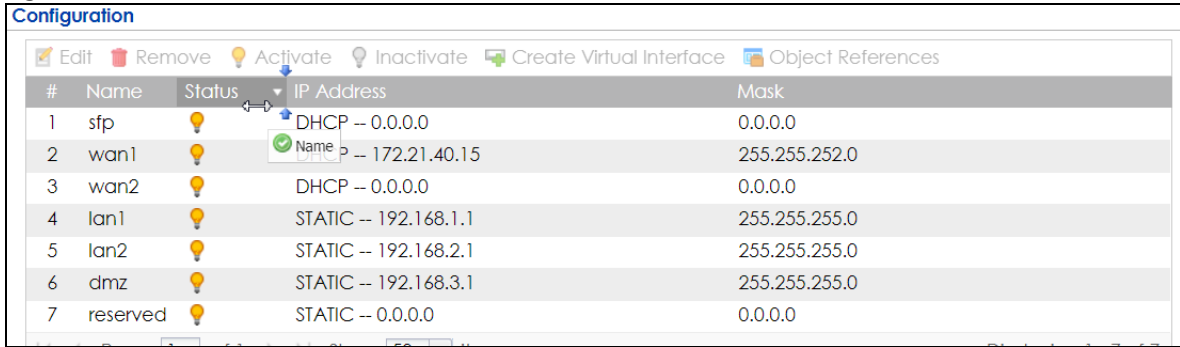 Configuration
Edit Remove Activate Inactivate Create Virtual Interface Object References
# Name Status IP Address Mask
1 sfp DHCP -- 0.0.0.0 0.0.0.0
Name
2 wan1 DHCP -- 172.21.40.15 255.255.252.0
3 wan2 DHCP -- 0.0.0.0 0.0.0.0
4 lan1 STATIC -- 192.168.1.1 255.255.255.0
5 lan2 STATIC -- 192.168.2.1 255.255.255.0
6 dmz STATIC -- 192.168.3.1 255.255.255.0
7 reserved STATIC -- 0.0.0.0 0.0.0.0